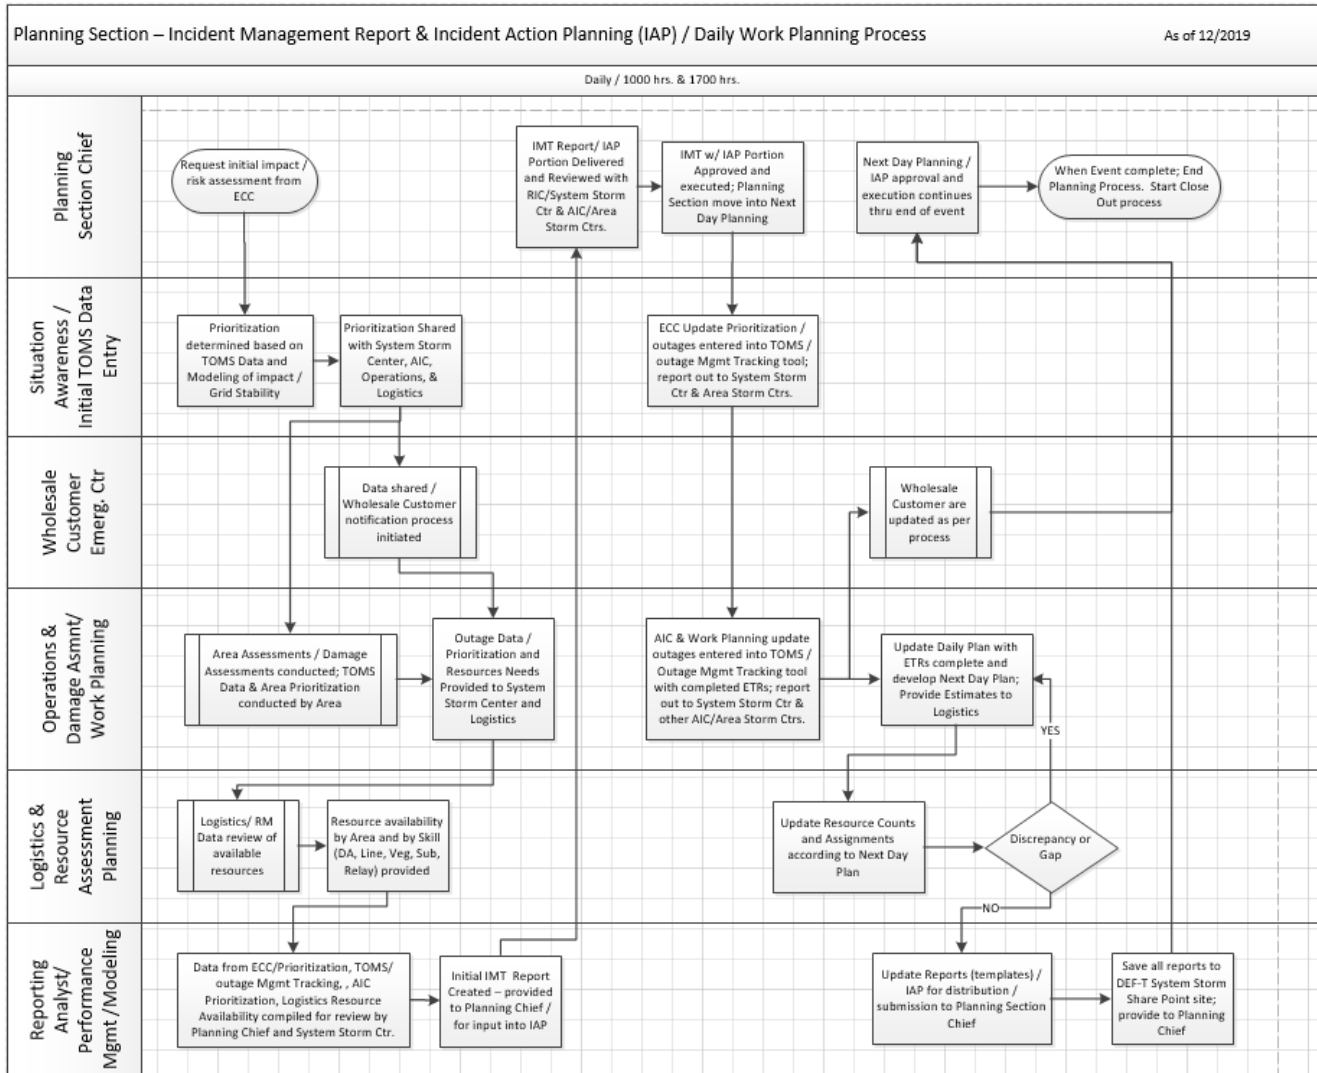 Planning Section – Incident Management Report & Incident Action Planning (IAP) / Daily Work Planning Process
As of 12/2019
Daily / 1000 hrs. & 1700 hrs.
Planning
Section Chief
Request initial impact /
risk assessment from
ECC
IMT Report/ IAP
Portion Delivered
and Reviewed with
RIC/System Storm
Ctr & AIC/Area
Storm Ctrs.
IMT w/ IAP Portion
Approved and
executed; Planning
Section move into Next
Day Planning
Next Day Planning /
IAP approval and
execution continues
thru end of event
When Event complete; End
Planning Process. Start Close
Out process
Situation
Awareness /
Initial TOMS Data
Entry
Prioritization
determined based on
TOMS Data and
Modeling of impact /
Grid Stability
Prioritization Shared
with System Storm
Center, AIC,
Operations, &
Logistics
ECC Update Prioritization /
outages entered into TOMS /
outage Mgmt Tracking tool;
report out to System Storm
Ctr & Area Storm Ctrs.
Wholesale
Customer
Emerg. Ctr
Data shared /
Wholesale Customer
notification process
initiated
Wholesale
Customer are
updated as per
process
Operations &
Damage Asmnt/
Work Planning
Area Assessments / Damage
Assessments conducted; TOMS
Data & Area Prioritization
conducted by Area
Outage Data /
Prioritization and
Resources Needs
Provided to System
Storm Center and
Logistics
AIC & Work Planning update
outages entered into TOMS /
Outage Mgmt Tracking tool
with completed ETRs; report
out to System Storm Ctr &
other AIC/Area Storm Ctrs.
Update Daily Plan with
ETRs complete and
develop Next Day Plan;
Provide Estimates to
Logistics
YES
Logistics &
Resource
Assessment
Planning
Logistics/ RM
Data review of
available
resources
Resource availability
by Area and by Skill
(DA, Line, Veg, Sub,
Relay) provided
Update Resource Counts
and Assignments
according to Next Day
Plan
Discrepancy or
Gap
NO
Reporting
Analyst/
Performance
Mgmt /Modeling
Data from ECC/Prioritization, TOMS/
outage Mgmt Tracking, , AIC
Prioritization, Logistics Resource
Availability compiled for review by
Planning Chief and System Storm Ctr.
Initial IMT Report
Created – provided
to Planning Chief /
for input into IAP
Update Reports (templates) /
IAP for distribution /
submission to Planning Section
Chief
Save all reports to
DEF-T System Storm
Share Point site;
provide to Planning
Chief